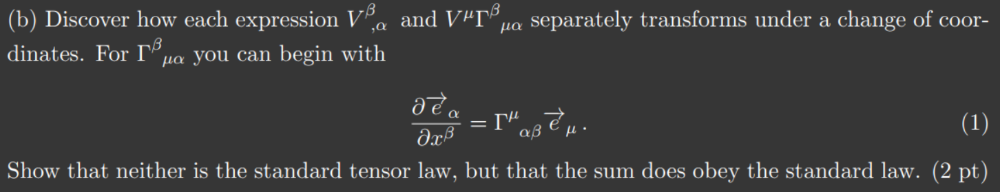 (b) Discover how each expression $V^{\beta}{}_{,\alpha}$ and $V^{\mu}\Gamma^{\beta}{}_{\mu\alpha}$ separately transforms under a change of coor-
dinates. For $\Gamma^{\beta}{}_{\mu\alpha}$ you can begin with
$\frac{\partial \overrightarrow{e}_{\alpha}}{\partial x^{\beta}} = \Gamma^{\mu}{}_{\alpha\beta} \overrightarrow{e}_{\mu}\,.$ (1)
Show that neither is the standard tensor law, but that the sum does obey the standard law. (2 pt)